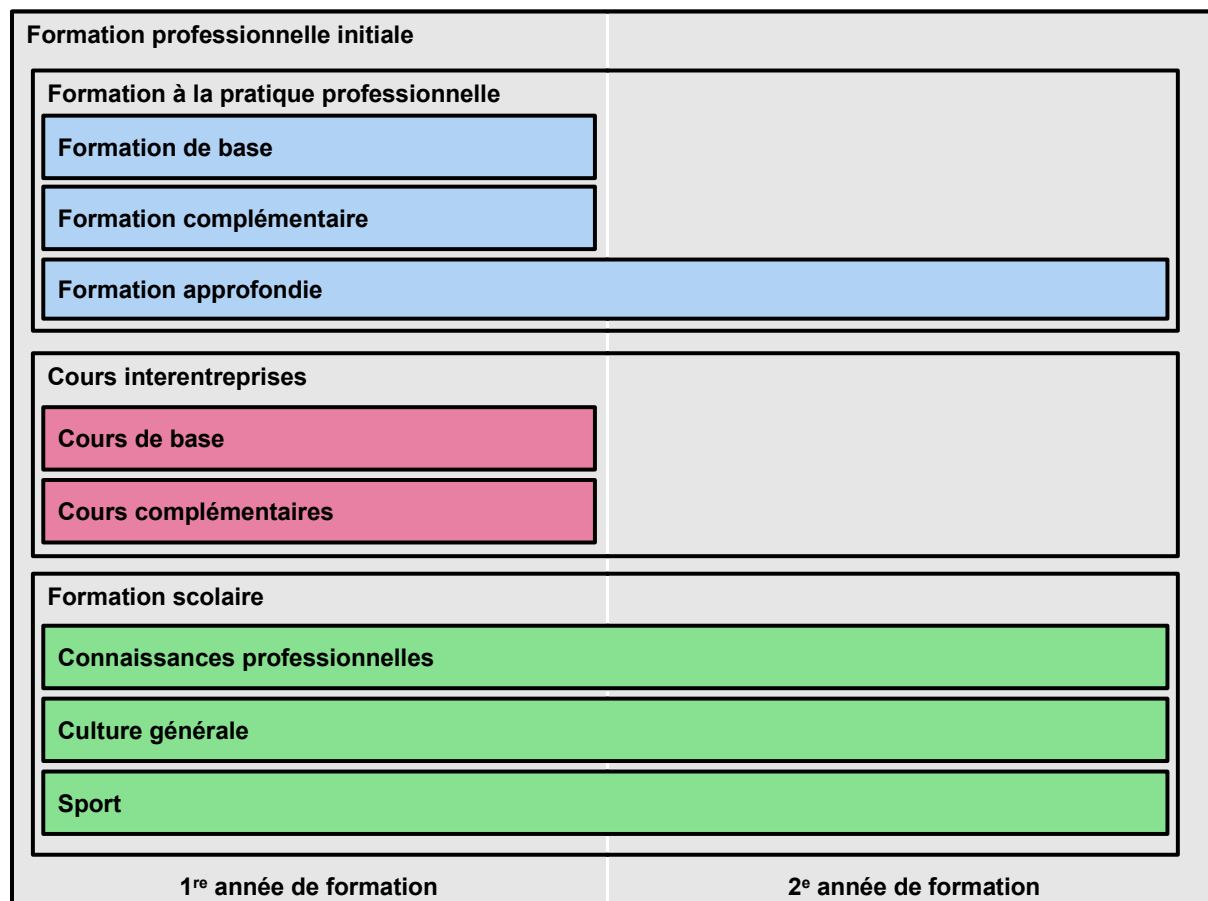 Formation professionnelle initiale
Formation à la pratique professionnelle
Formation de base
Formation complémentaire
Formation approfondie
Cours interentreprises
Cours de base
Cours complémentaires
Formation scolaire
Connaissances professionnelles
Culture générale
Sport
1re année de formation
2e année de formation